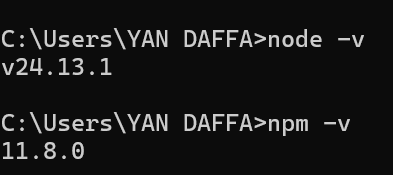 C:\Users\YAN DAFFA>node -v
v24.13.1
C:\Users\YAN DAFFA>npm -v
11.8.0